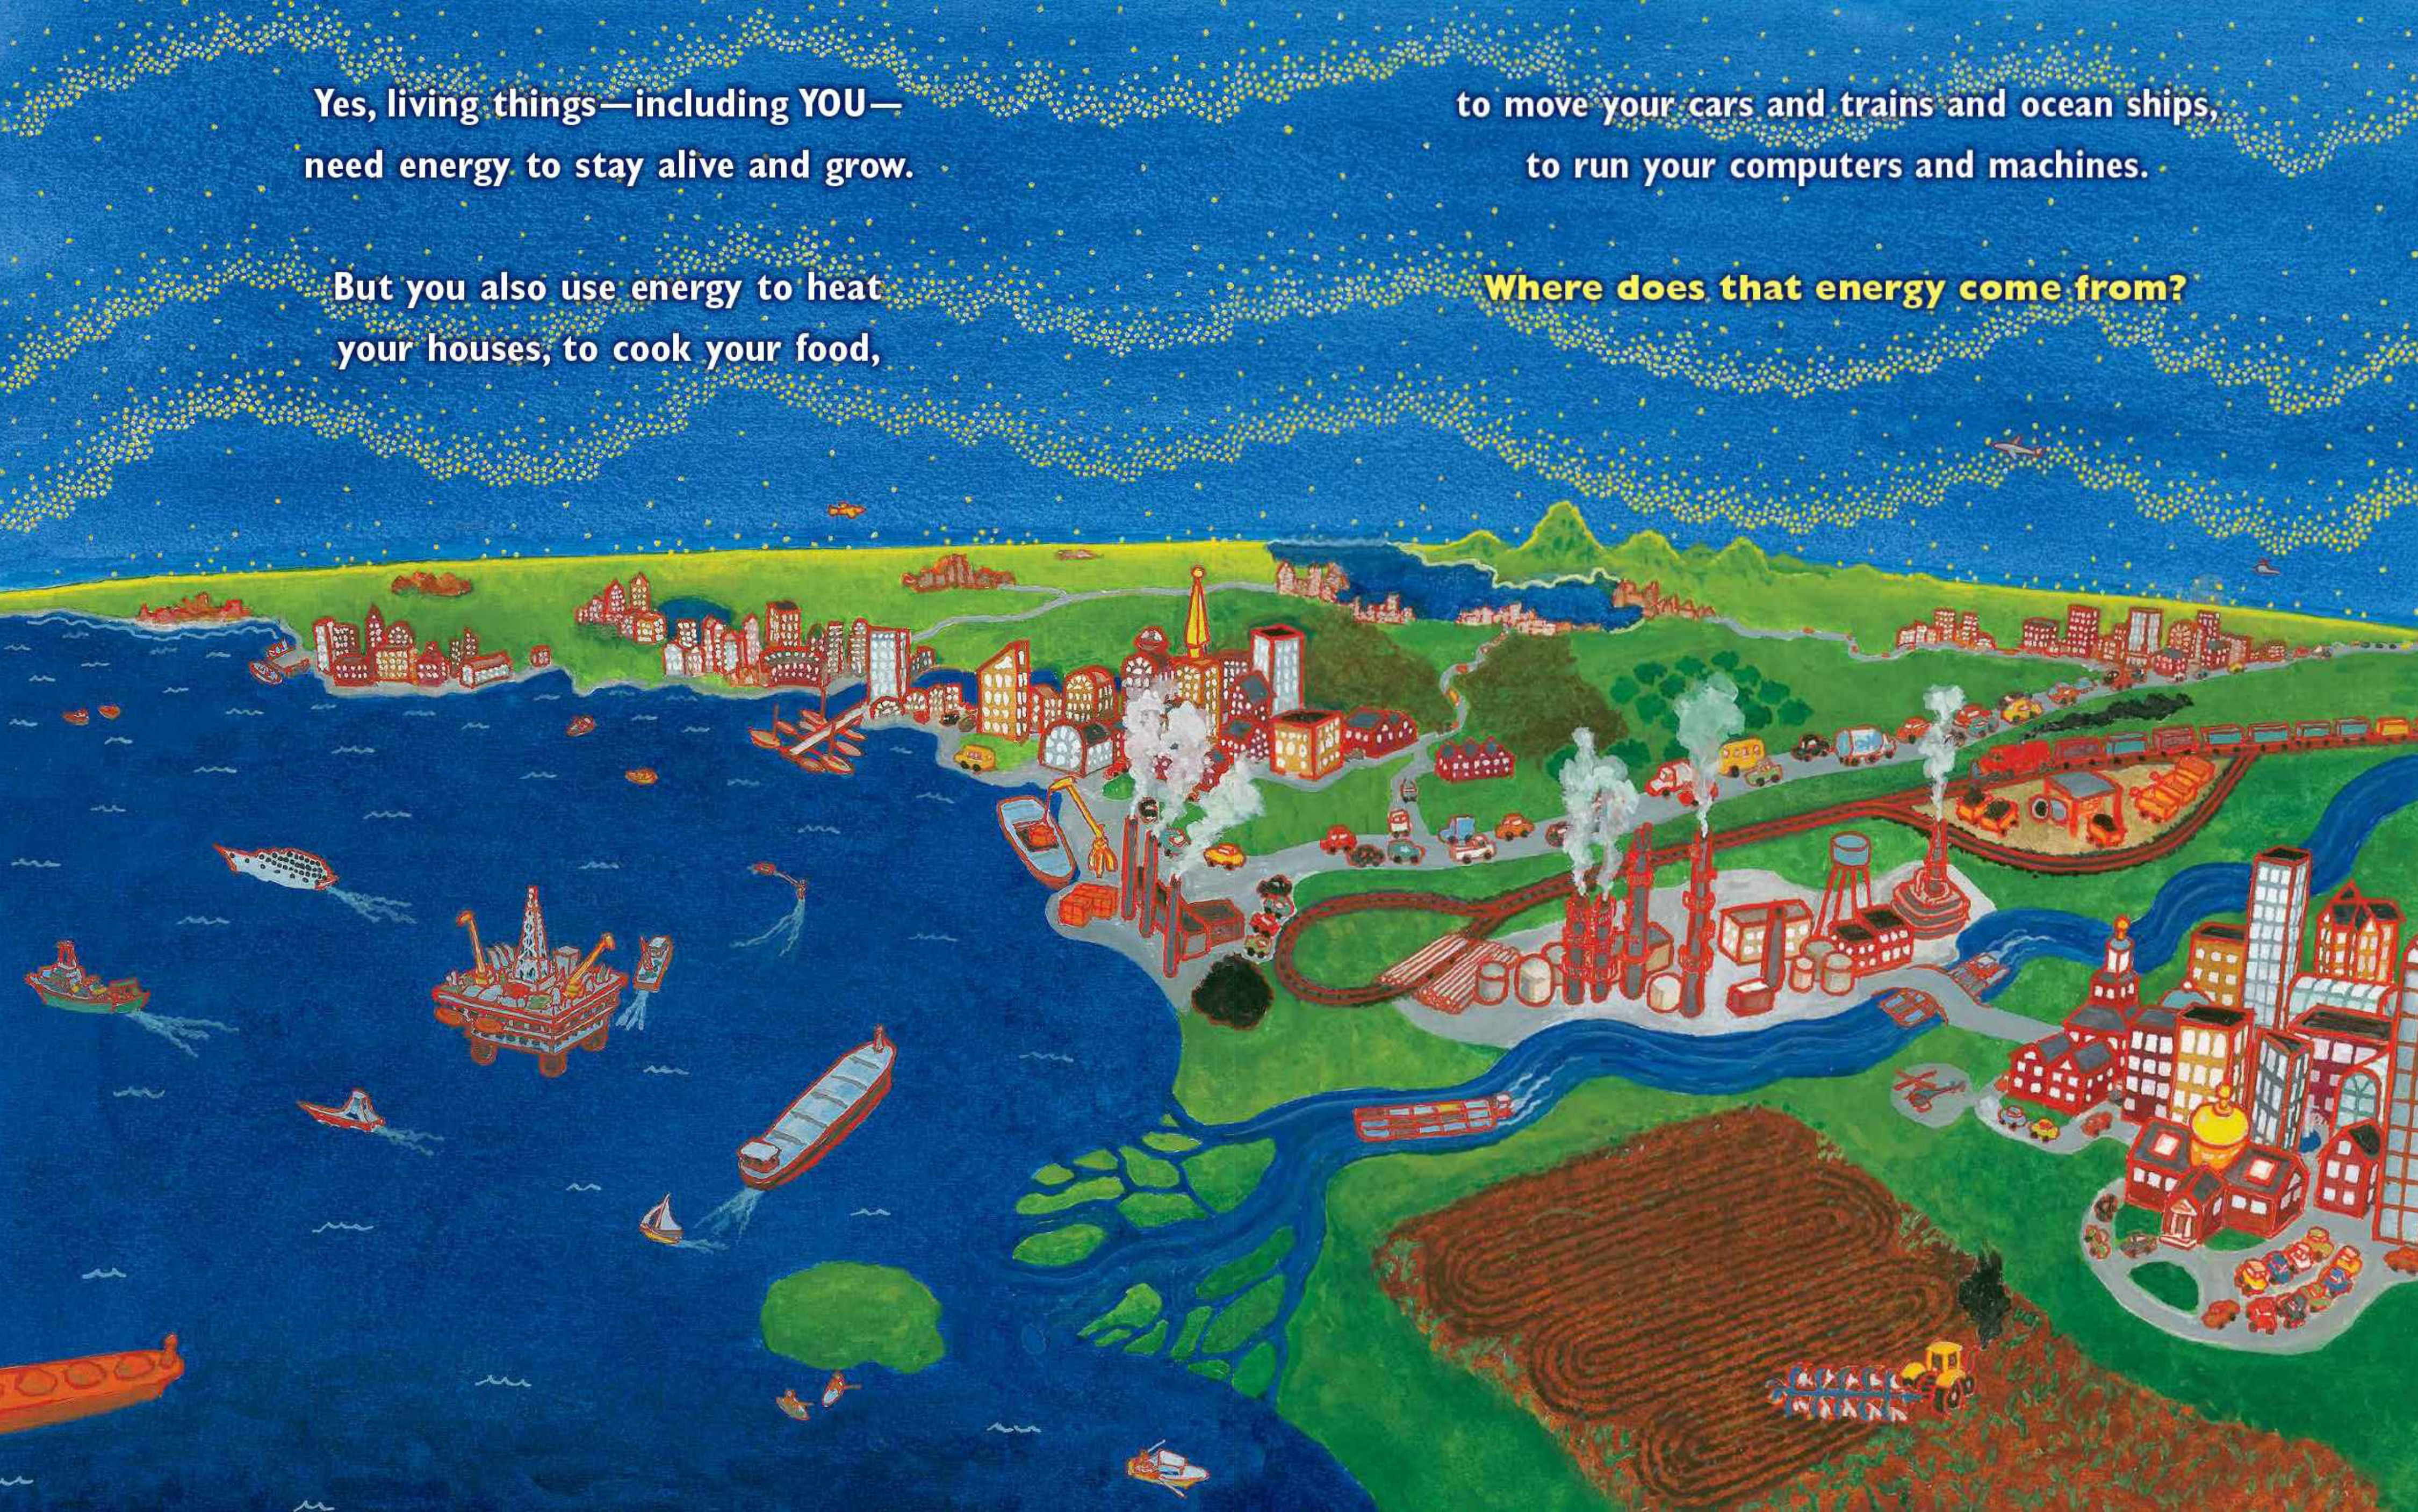 Yes, living things—including YOU—
need energy to stay alive and grow.
But you also use energy to heat
your houses, to cook your food,
to move your cars and trains and ocean ships,
to run your computers and machines.
Where does that energy come from?